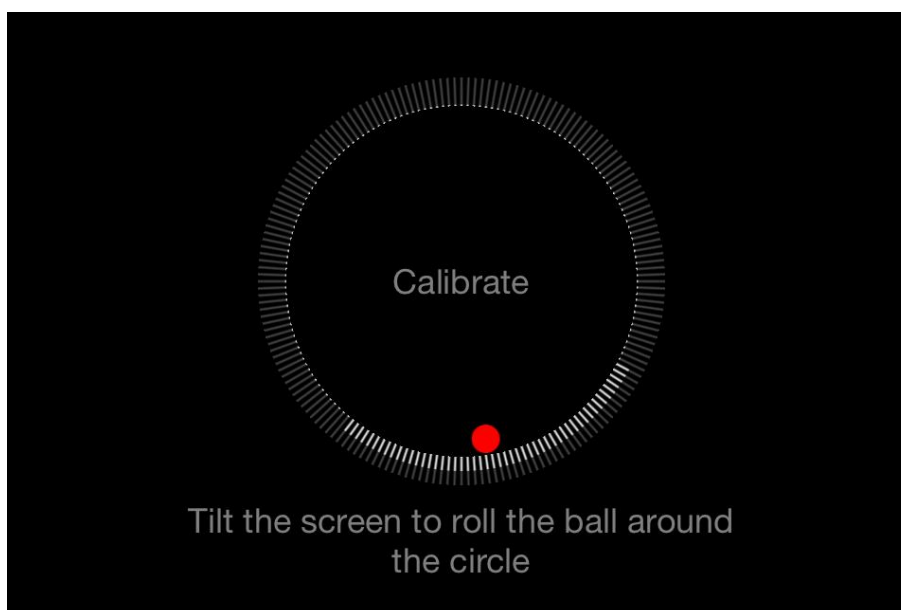 Calibrate
Tilt the screen to roll the ball around
the circle